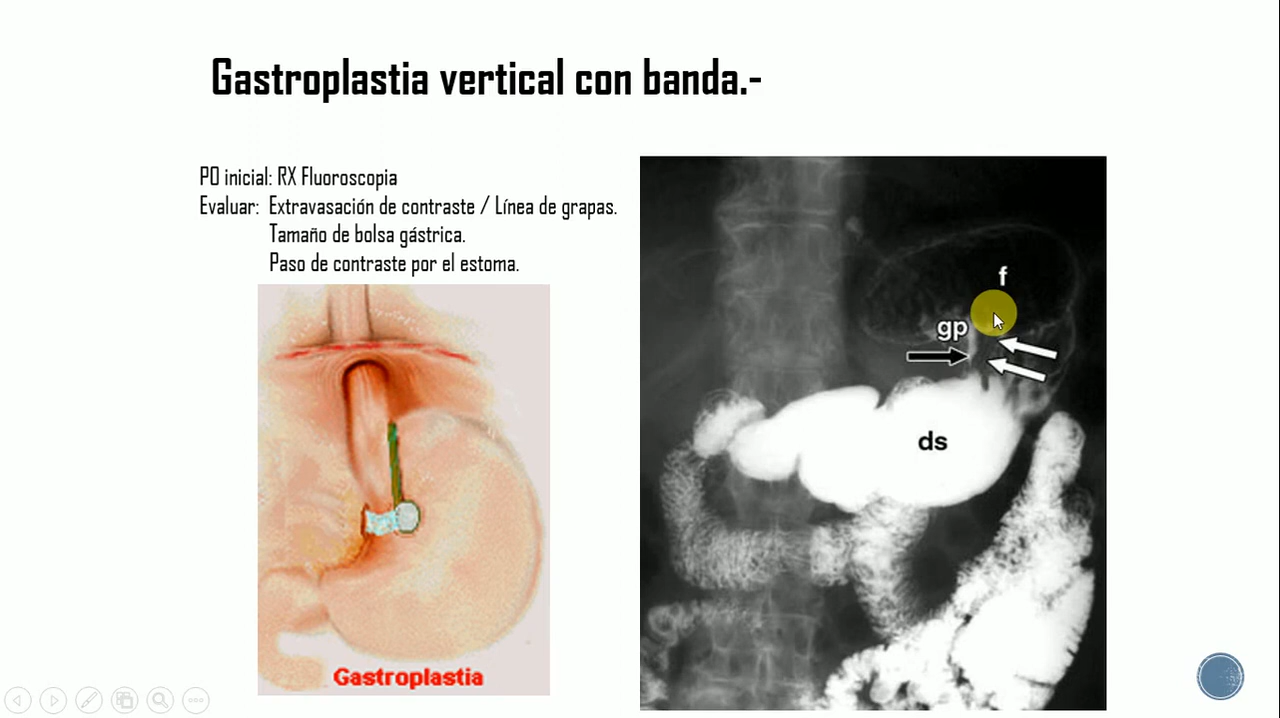 Gastroplastia vertical con banda.-
PO inicial: RX Fluoroscopia
Evaluar: Extravasación de contraste / Línea de grapas.
Tamaño de bolsa gástrica.
Paso de contraste por el estoma.
Gastroplastia
f
gp
ds